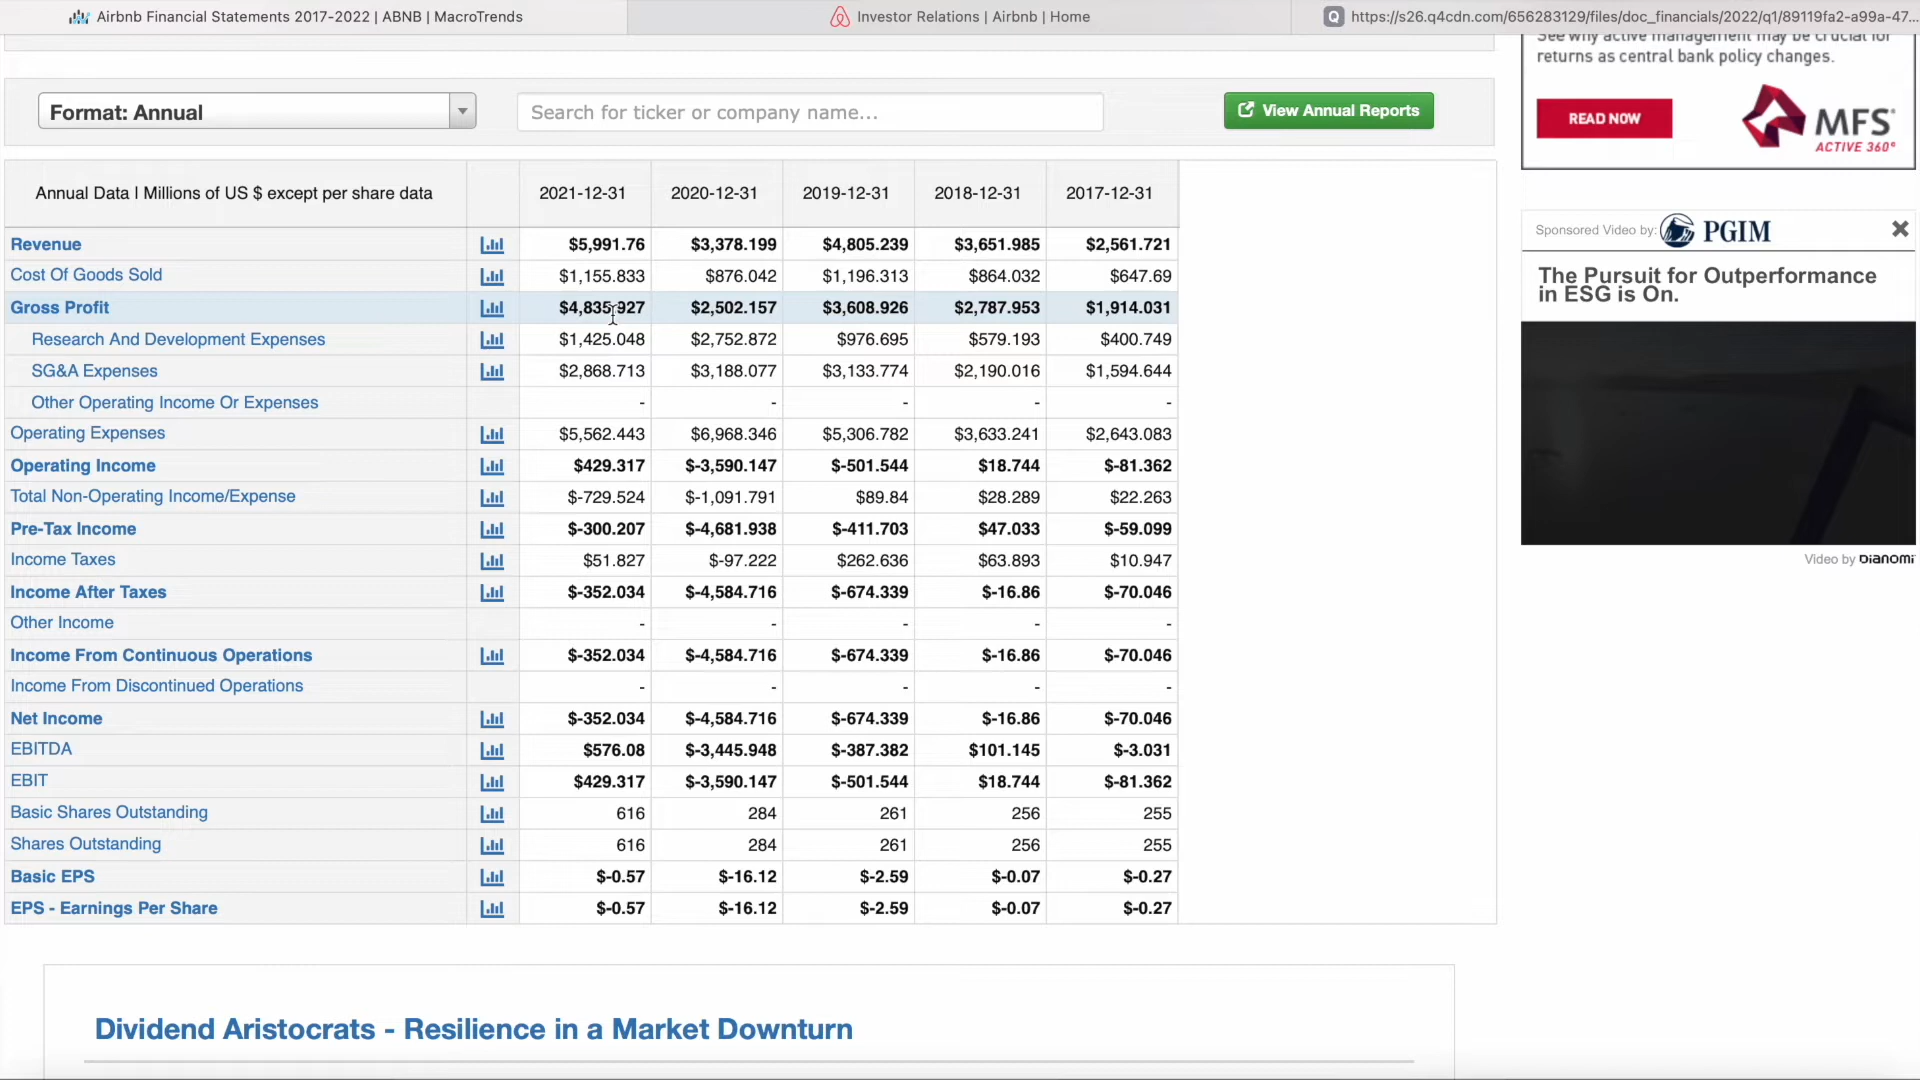 Airbnb Financial Statements 2017-2022 | ABNB | MacroTrends
Investor Relations | Airbnb | Home
Q https://s26.q4cdn.com/656283129/files/doc_financials/2022/q1/89119fa2-a99a-47...
See why active management may be crucial for
returns as central bank policy changes.
READ NOW
MFS
ACTIVE 360°
Format: Annual
Search for ticker or company name...
View Annual Reports
Annual Data | Millions of US $ except per share data 2021-12-31 2020-12-31 2019-12-31 2018-12-31 2017-12-31
Revenue $5,991.76 $3,378.199 $4,805.239 $3,651.985 $2,561.721
Cost Of Goods Sold $1,155.833 $876.042 $1,196.313 $864.032 $647.69
Gross Profit $4,835.927 $2,502.157 $3,608.926 $2,787.953 $1,914.031
Research And Development Expenses $1,425.048 $2,752.872 $976.695 $579.193 $400.749
SG&A Expenses $2,868.713 $3,188.077 $3,133.774 $2,190.016 $1,594.644
Other Operating Income Or Expenses - - - - -
Operating Expenses $5,562.443 $6,968.346 $5,306.782 $3,633.241 $2,643.083
Operating Income $429.317 $-3,590.147 $-501.544 $18.744 $-81.362
Total Non-Operating Income/Expense $-729.524 $-1,091.791 $89.84 $28.289 $22.263
Pre-Tax Income $-300.207 $-4,681.938 $-411.703 $47.033 $-59.099
Income Taxes $51.827 $-97.222 $262.636 $63.893 $10.947
Income After Taxes $-352.034 $-4,584.716 $-674.339 $-16.86 $-70.046
Other Income - - - - -
Income From Continuous Operations $-352.034 $-4,584.716 $-674.339 $-16.86 $-70.046
Income From Discontinued Operations - - - - -
Net Income $-352.034 $-4,584.716 $-674.339 $-16.86 $-70.046
EBITDA $576.08 $-3,445.948 $-387.382 $101.145 $-3.031
EBIT $429.317 $-3,590.147 $-501.544 $18.744 $-81.362
Basic Shares Outstanding 616 284 261 256 255
Shares Outstanding 616 284 261 256 255
Basic EPS $-0.57 $-16.12 $-2.59 $-0.07 $-0.27
EPS - Earnings Per Share $-0.57 $-16.12 $-2.59 $-0.07 $-0.27
Sponsored Video by: PGIM
The Pursuit for Outperformance
in ESG is On.
Video by DIANOMI
Dividend Aristocrats - Resilience in a Market Downturn